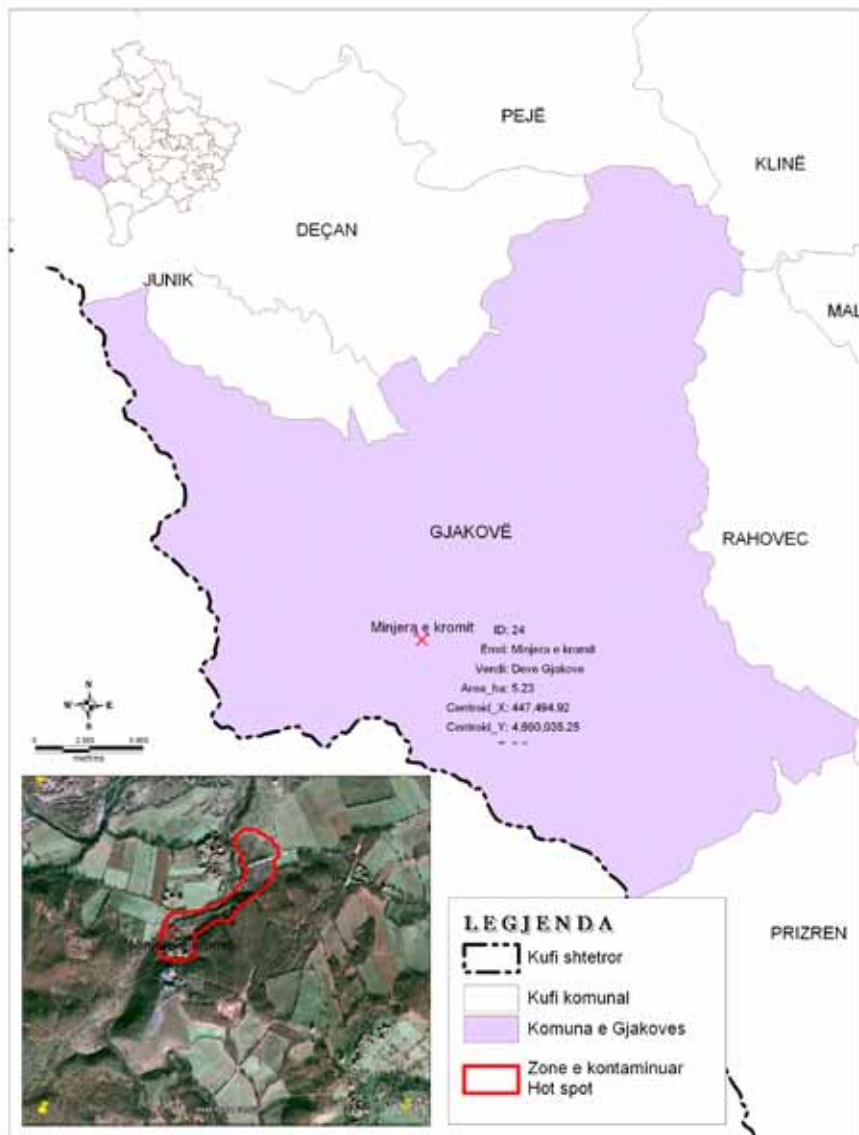 PEJË
KLINË
DEÇAN
JUNIK
MAL
GJAKOVË
RAHOVEC
Minjera e kromit
ID: 24
Emri: Minjera e kromit
Vendi: Deve Gjakove
Area_ha: 5.23
Centroid_X: 447,494.92
Centroid_Y: 4,690,035.25
N
W E
S
0
metres
LEGJENDA
Kufi shtetror
Kufi komunal
Komuna e Gjakoves
Zone e kontaminuar
Hot spot
PRIZREN